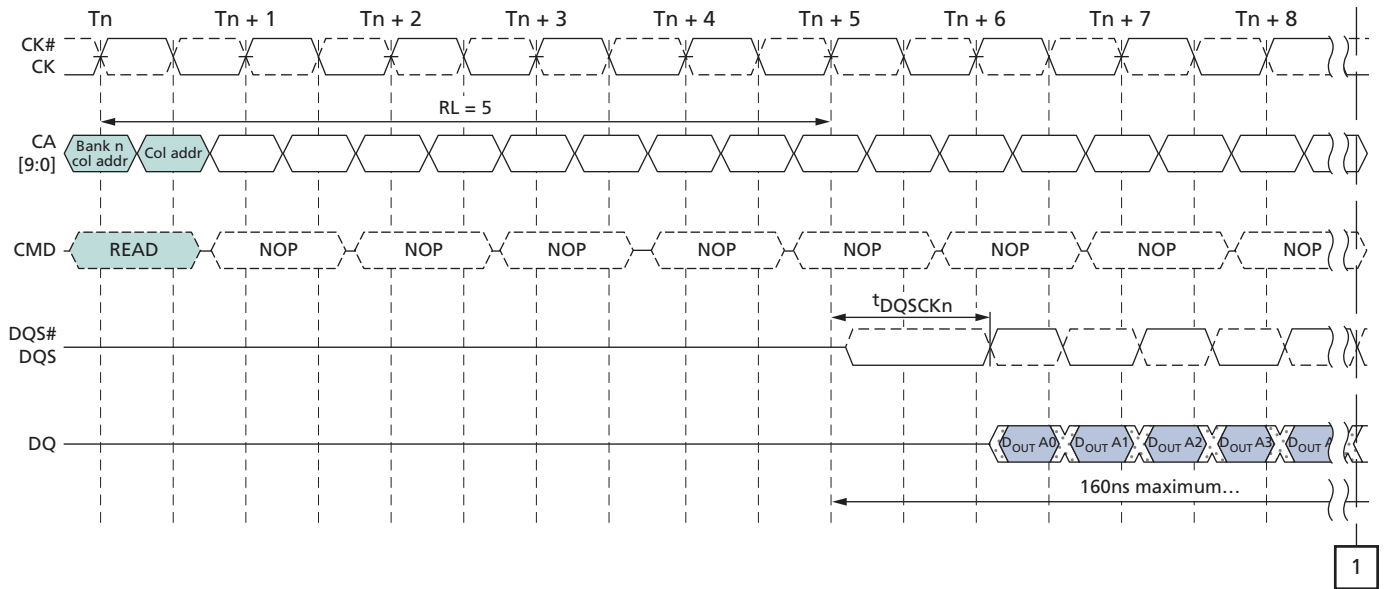 Tn Tn + 1 Tn + 2 Tn + 3 Tn + 4 Tn + 5 Tn + 6 Tn + 7 Tn + 8
CK#
CK
RL = 5
CA
[9:0]
Bank n
col addr
Col addr
CMD READ NOP NOP NOP NOP NOP NOP NOP NOP
tDQSCKn
DQS#
DQS
DQ DOUT A0 DOUT A1 DOUT A2 DOUT A3 DOUT A
160ns maximum…
1